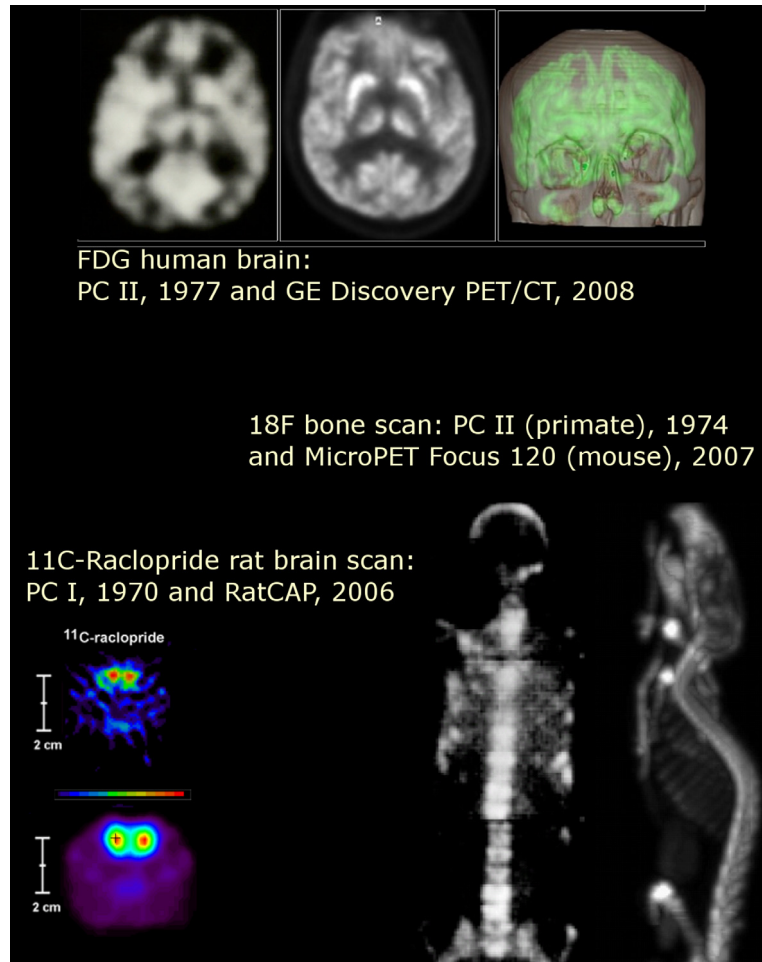 A
FDG human brain:
PC II, 1977 and GE Discovery PET/CT, 2008
18F bone scan: PC II (primate), 1974
and MicroPET Focus 120 (mouse), 2007
11C-Raclopride rat brain scan:
PC I, 1970 and RatCAP, 2006
11C-raclopride
2 cm
2 cm